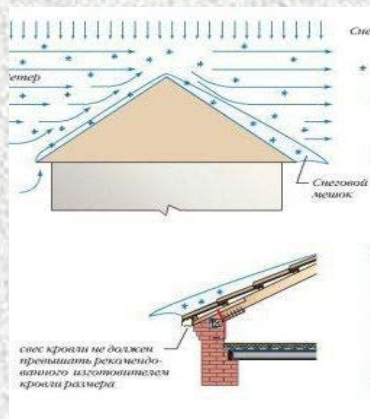 Сне
етер
Снеговой
мешок
свес кровли не должен
превышать рекомендо-
ванного изготовителем
кровли размера